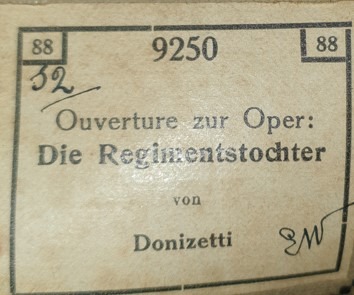 88 9250 88
52
Ouverture zur Oper:
Die Regimentstochter
von
Donizetti